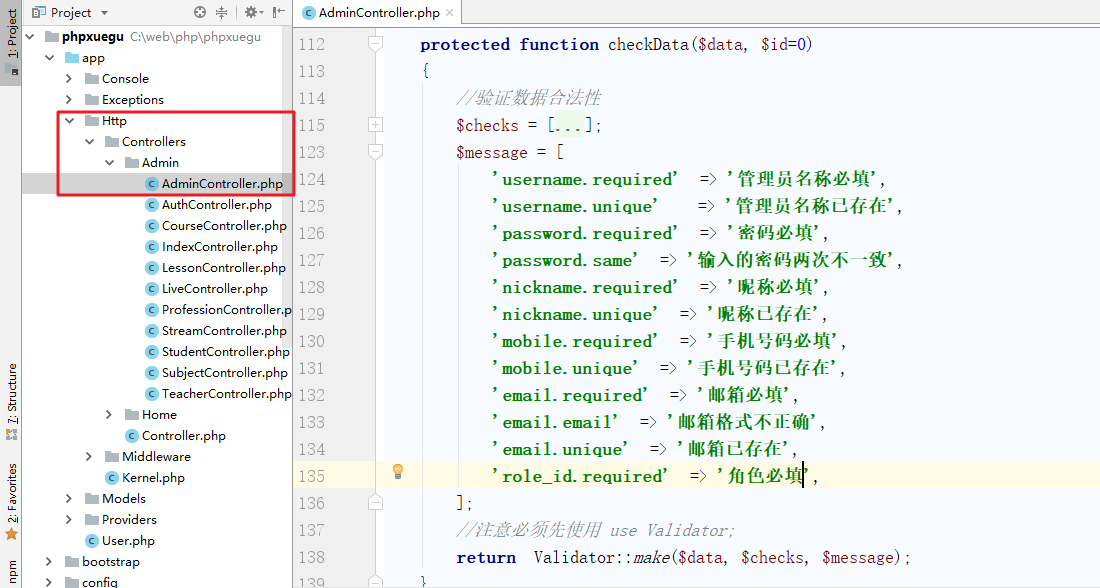 Project
AdminController.php
1: Project
7: Structure
2: Favorites
npm
phpxuegu C:\web\php\phpxuegu
app
Console
Exceptions
Http
Controllers
Admin
AdminController.php
AuthController.php
CourseController.php
IndexController.php
LessonController.php
LiveController.php
ProfessionController.p
StreamController.php
StudentController.php
SubjectController.php
TeacherController.php
Home
Controller.php
Middleware
Kernel.php
Models
Providers
User.php
bootstrap
config
112 protected function checkData($data, $id=0)
113 {
114 //验证数据合法性
115 $checks = [...];
123 $message = [
124 'username.required' => '管理员名称必填',
125 'username.unique' => '管理员名称已存在',
126 'password.required' => '密码必填',
127 'password.same' => '输入的密码两次不一致',
128 'nickname.required' => '昵称必填',
129 'nickname.unique' => '昵称已存在',
130 'mobile.required' => '手机号码必填',
131 'mobile.unique' => '手机号码已存在',
132 'email.required' => '邮箱必填',
133 'email.email' => '邮箱格式不正确',
134 'email.unique' => '邮箱已存在',
135 'role_id.required' => '角色必填',
136 ];
137 //注意必须先使用 use Validator;
138 return Validator::make($data, $checks, $message);
139 }